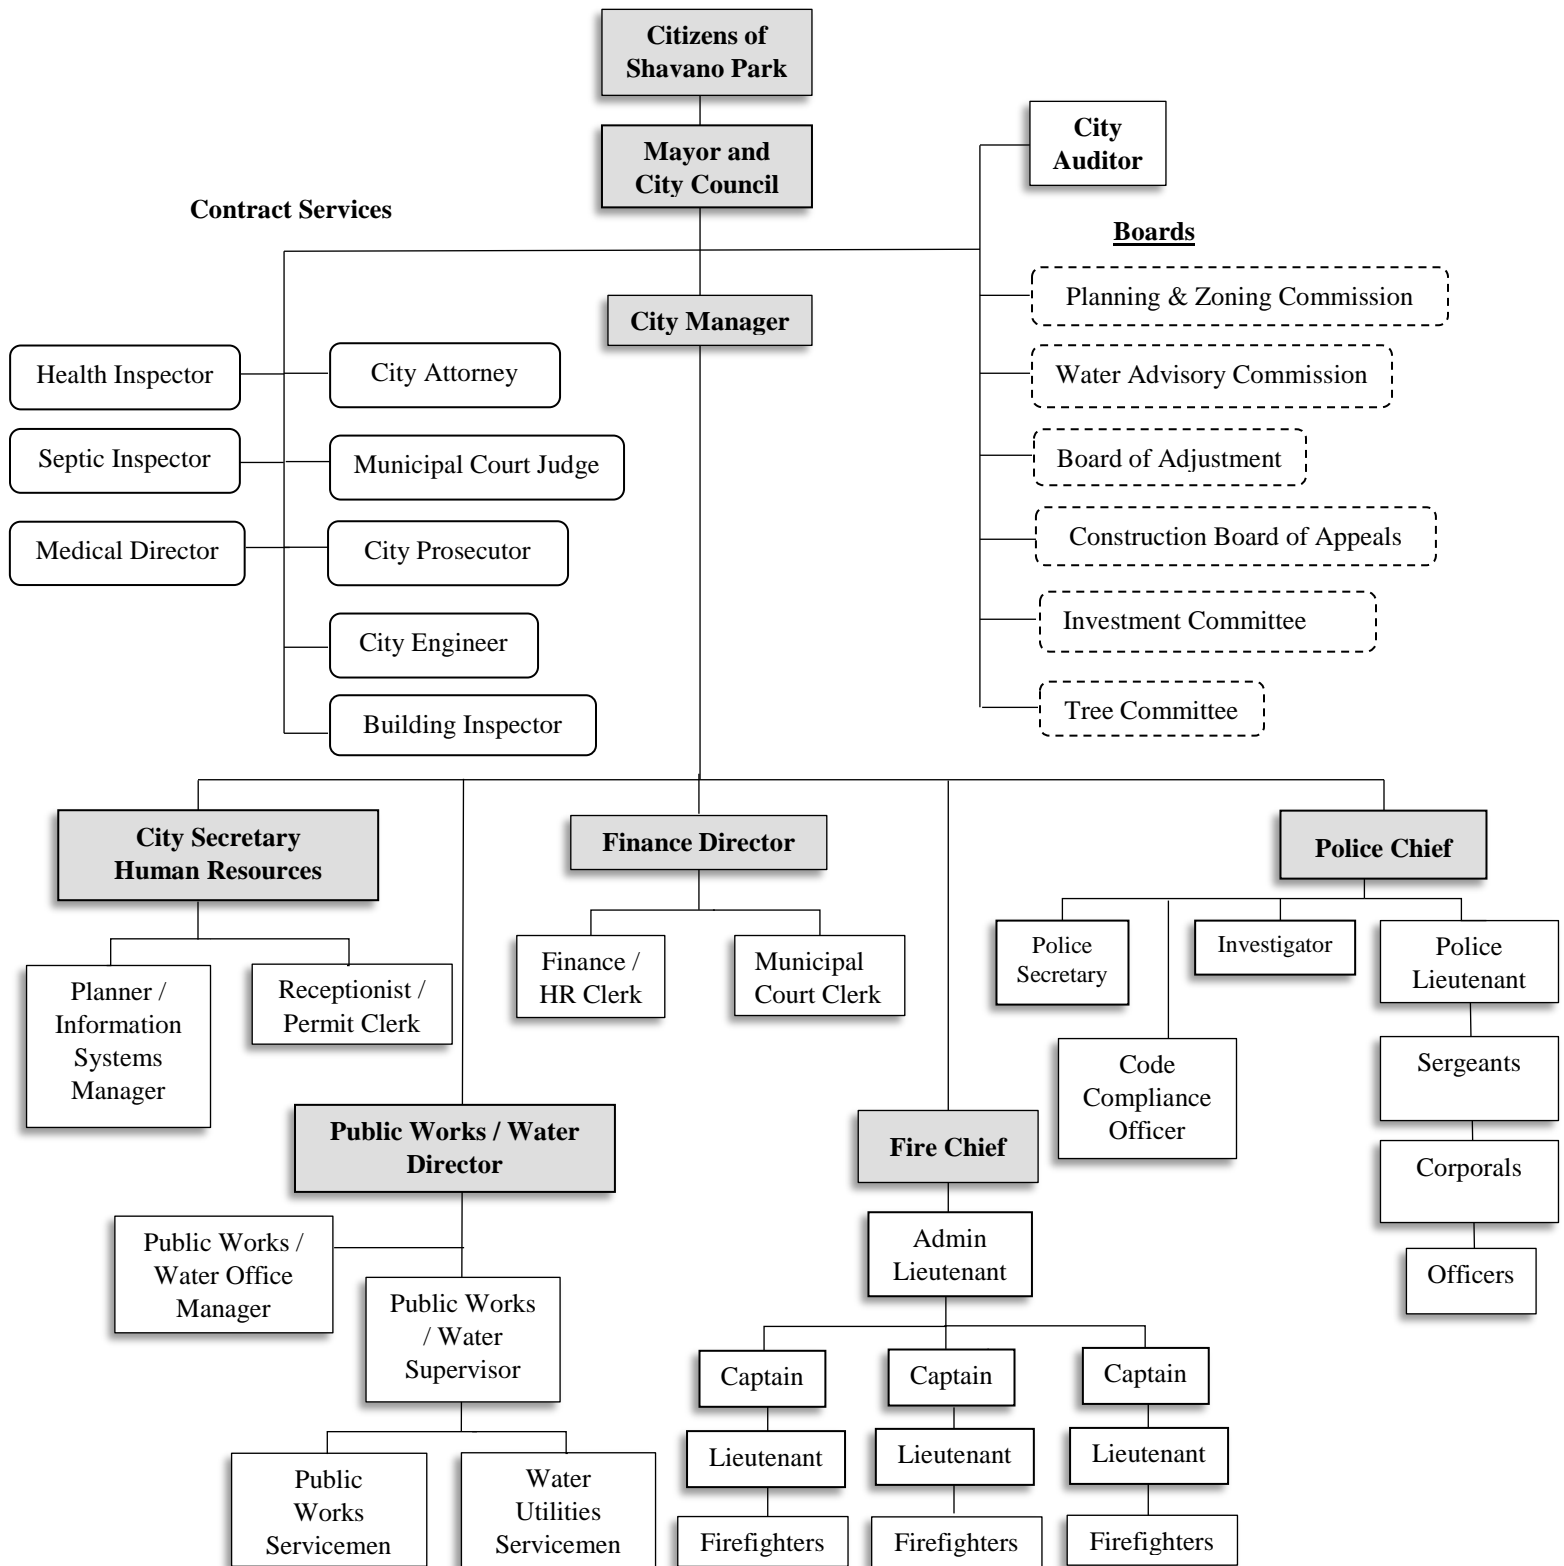 Citizens of
Shavano Park
Mayor and
City Council
City
Auditor
Contract Services
Boards
Planning & Zoning Commission
City Manager
Health Inspector
City Attorney
Water Advisory Commission
Septic Inspector
Municipal Court Judge
Board of Adjustment
Medical Director
City Prosecutor
Construction Board of Appeals
City Engineer
Investment Committee
Building Inspector
Tree Committee
City Secretary
Human Resources
Finance Director
Police Chief
Planner /
Information
Systems
Manager
Receptionist /
Permit Clerk
Finance /
HR Clerk
Municipal
Court Clerk
Police
Secretary
Investigator
Police
Lieutenant
Code
Compliance
Officer
Sergeants
Corporals
Officers
Public Works / Water
Director
Fire Chief
Public Works /
Water Office
Manager
Public Works
/ Water
Supervisor
Admin
Lieutenant
Captain
Captain
Captain
Lieutenant
Lieutenant
Lieutenant
Public
Works
Servicemen
Water
Utilities
Servicemen
Firefighters
Firefighters
Firefighters